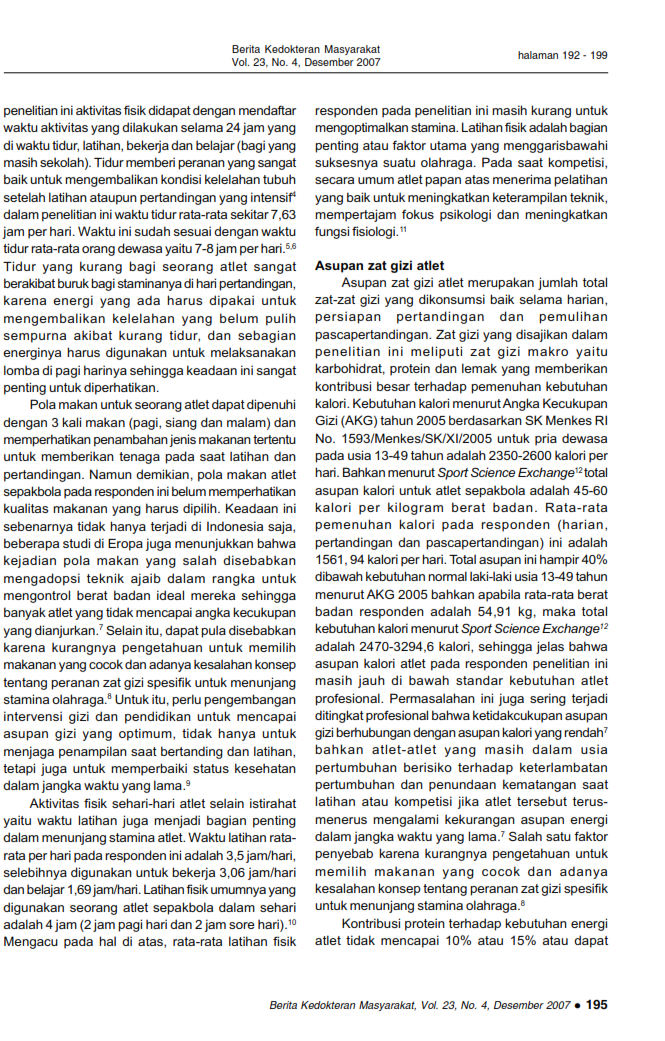 Berita Kedokteran Masyarakat
Vol. 23, No. 4, Desember 2007
halaman 192 - 199
penelitian ini aktivitas fisik didapat dengan mendaftar
waktu aktivitas yang dilakukan selama 24 jam yang
di waktu tidur, latihan, bekerja dan belajar (bagi yang
masih sekolah). Tidur memberi peranan yang sangat
baik untuk mengembalikan kondisi kelelahan tubuh
setelah latihan ataupun pertandingan yang intensif⁴
dalam penelitian ini waktu tidur rata-rata sekitar 7,63
jam per hari. Waktu ini sudah sesuai dengan waktu
tidur rata-rata orang dewasa yaitu 7-8 jam per hari.⁵,⁶
Tidur yang kurang bagi seorang atlet sangat
berakibat buruk bagi staminanya di hari pertandingan,
karena energi yang ada harus dipakai untuk
mengembalikan kelelahan yang belum pulih
sempurna akibat kurang tidur, dan sebagian
energinya harus digunakan untuk melaksanakan
lomba di pagi harinya sehingga keadaan ini sangat
penting untuk diperhatikan.
Pola makan untuk seorang atlet dapat dipenuhi
dengan 3 kali makan (pagi, siang dan malam) dan
memperhatikan penambahan jenis makanan tertentu
untuk memberikan tenaga pada saat latihan dan
pertandingan. Namun demikian, pola makan atlet
sepakbola pada responden ini belum memperhatikan
kualitas makanan yang harus dipilih. Keadaan ini
sebenarnya tidak hanya terjadi di Indonesia saja,
beberapa studi di Eropa juga menunjukkan bahwa
kejadian pola makan yang salah disebabkan
mengadopsi teknik ajaib dalam rangka untuk
mengontrol berat badan ideal mereka sehingga
banyak atlet yang tidak mencapai angka kecukupan
yang dianjurkan.⁷ Selain itu, dapat pula disebabkan
karena kurangnya pengetahuan untuk memilih
makanan yang cocok dan adanya kesalahan konsep
tentang peranan zat gizi spesifik untuk menunjang
stamina olahraga.⁸ Untuk itu, perlu pengembangan
intervensi gizi dan pendidikan untuk mencapai
asupan gizi yang optimum, tidak hanya untuk
menjaga penampilan saat bertanding dan latihan,
tetapi juga untuk memperbaiki status kesehatan
dalam jangka waktu yang lama.⁹
Aktivitas fisik sehari-hari atlet selain istirahat
yaitu waktu latihan juga menjadi bagian penting
dalam menunjang stamina atlet. Waktu latihan rata-
rata per hari pada responden ini adalah 3,5 jam/hari,
selebihnya digunakan untuk bekerja 3,06 jam/hari
dan belajar 1,69 jam/hari. Latihan fisik umumnya yang
digunakan seorang atlet sepakbola dalam sehari
adalah 4 jam (2 jam pagi hari dan 2 jam sore hari).¹⁰
Mengacu pada hal di atas, rata-rata latihan fisik
responden pada penelitian ini masih kurang untuk
mengoptimalkan stamina. Latihan fisik adalah bagian
penting atau faktor utama yang menggarisbawahi
suksesnya suatu olahraga. Pada saat kompetisi,
secara umum atlet papan atas menerima pelatihan
yang baik untuk meningkatkan keterampilan teknik,
mempertajam fokus psikologi dan meningkatkan
fungsi fisiologi.¹¹
Asupan zat gizi atlet
Asupan zat gizi atlet merupakan jumlah total
zat-zat gizi yang dikonsumsi baik selama harian,
persiapan pertandingan dan pemulihan
pascapertandingan. Zat gizi yang disajikan dalam
penelitian ini meliputi zat gizi makro yaitu
karbohidrat, protein dan lemak yang memberikan
kontribusi besar terhadap pemenuhan kebutuhan
kalori. Kebutuhan kalori menurut Angka Kecukupan
Gizi (AKG) tahun 2005 berdasarkan SK Menkes RI
No. 1593/Menkes/SK/XI/2005 untuk pria dewasa
pada usia 13-49 tahun adalah 2350-2600 kalori per
hari. Bahkan menurut Sport Science Exchange¹² total
asupan kalori untuk atlet sepakbola adalah 45-60
kalori per kilogram berat badan. Rata-rata
pemenuhan kalori pada responden (harian,
pertandingan dan pascapertandingan) ini adalah
1561, 94 kalori per hari. Total asupan ini hampir 40%
dibawah kebutuhan normal laki-laki usia 13-49 tahun
menurut AKG 2005 bahkan apabila rata-rata berat
badan responden adalah 54,91 kg, maka total
kebutuhan kalori menurut Sport Science Exchange¹²
adalah 2470-3294,6 kalori, sehingga jelas bahwa
asupan kalori atlet pada responden penelitian ini
masih jauh di bawah standar kebutuhan atlet
profesional. Permasalahan ini juga sering terjadi
ditingkat profesional bahwa ketidakcukupan asupan
gizi berhubungan dengan asupan kalori yang rendah⁷
bahkan atlet-atlet yang masih dalam usia
pertumbuhan berisiko terhadap keterlambatan
pertumbuhan dan penundaan kematangan saat
latihan atau kompetisi jika atlet tersebut terus-
menerus mengalami kekurangan asupan energi
dalam jangka waktu yang lama.⁷ Salah satu faktor
penyebab karena kurangnya pengetahuan untuk
memilih makanan yang cocok dan adanya
kesalahan konsep tentang peranan zat gizi spesifik
untuk menunjang stamina olahraga.⁸
Kontribusi protein terhadap kebutuhan energi
atlet tidak mencapai 10% atau 15% atau dapat
Berita Kedokteran Masyarakat, Vol. 23, No. 4, Desember 2007 ● 195